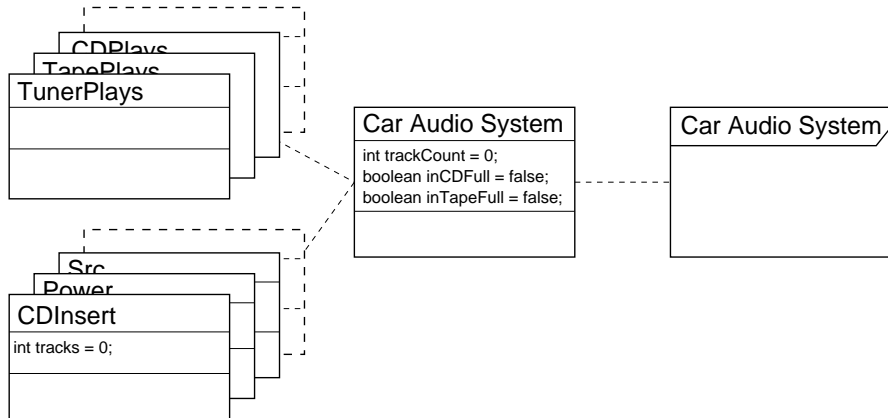 CDPlays
TapePlays
TunerPlays
Car Audio System
int trackCount = 0;
boolean inCDFull = false;
boolean inTapeFull = false;
Car Audio System
Src
Power
CDInsert
int tracks = 0;